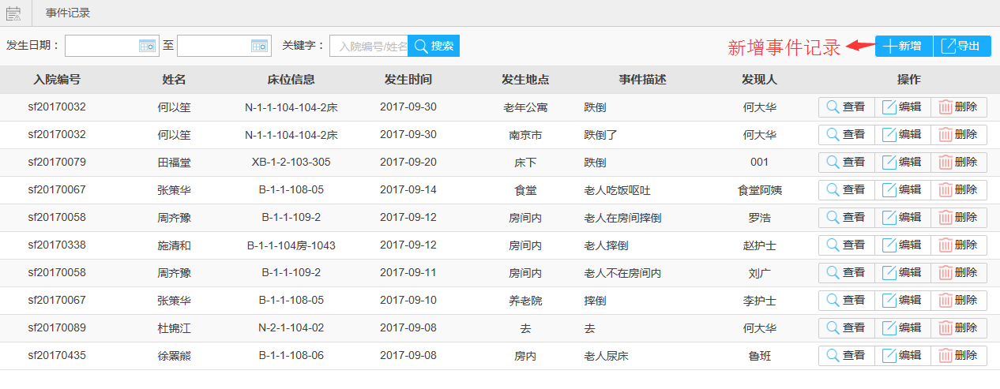 事件记录
发生日期： 至 关键字： 入院编号/姓名 搜索 新增事件记录 新增 导出
入院编号 姓名 床位信息 发生时间 发生地点 事件描述 发现人 操作
sf20170032 何以笙 N-1-1-104-104-2床 2017-09-30 老年公寓 跌倒 何大华 查看 编辑 删除
sf20170032 何以笙 N-1-1-104-104-2床 2017-09-30 南京市 跌倒了 何大华 查看 编辑 删除
sf20170079 田福堂 XB-1-2-103-305 2017-09-20 床下 跌倒 001 查看 编辑 删除
sf20170067 张策华 B-1-1-108-05 2017-09-14 食堂 老人吃饭呕吐 食堂阿姨 查看 编辑 删除
sf20170058 周齐豫 B-1-1-109-2 2017-09-12 房间内 老人在房间摔倒 罗浩 查看 编辑 删除
sf20170338 施清和 B-1-1-104房-1043 2017-09-12 房间内 老人摔倒 赵护士 查看 编辑 删除
sf20170058 周齐豫 B-1-1-109-2 2017-09-11 房间内 老人不在房间内 刘广 查看 编辑 删除
sf20170067 张策华 B-1-1-108-05 2017-09-10 养老院 摔倒 李护士 查看 编辑 删除
sf20170089 杜锦江 N-2-1-104-02 2017-09-08 去 去 何大华 查看 编辑 删除
sf20170435 徐罴能 B-1-1-108-06 2017-09-08 房内 老人尿床 鲁班 查看 编辑 删除